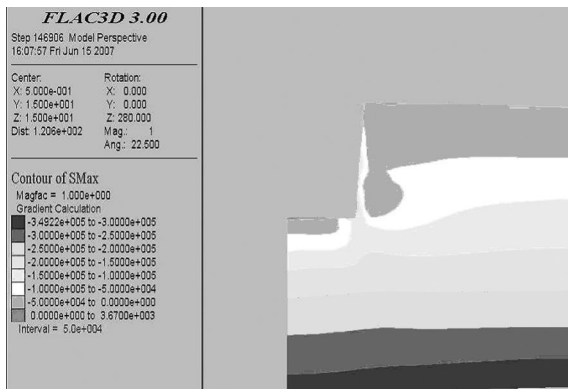 FLAC3D 3.00
Step 146906 Model Perspective
16:07:57 Fri Jun 15 2007
Center:
X: 5.000e-001
Y: 1.500e+001
Z: 1.500e+001
Dist: 1.206e+002
Rotation:
X: 0.000
Y: 0.000
Z: 280.000
Mag.: 1
Ang.: 22.500
Contour of SMax
Magfac = 1.000e+000
Gradient Calculation
-3.4922e+005 to -3.0000e+005
-3.0000e+005 to -2.5000e+005
-2.5000e+005 to -2.0000e+005
-2.0000e+005 to -1.5000e+005
-1.5000e+005 to -1.0000e+005
-1.0000e+005 to -5.0000e+004
-5.0000e+004 to 0.0000e+000
0.0000e+000 to 3.6700e+003
Interval = 5.0e+004